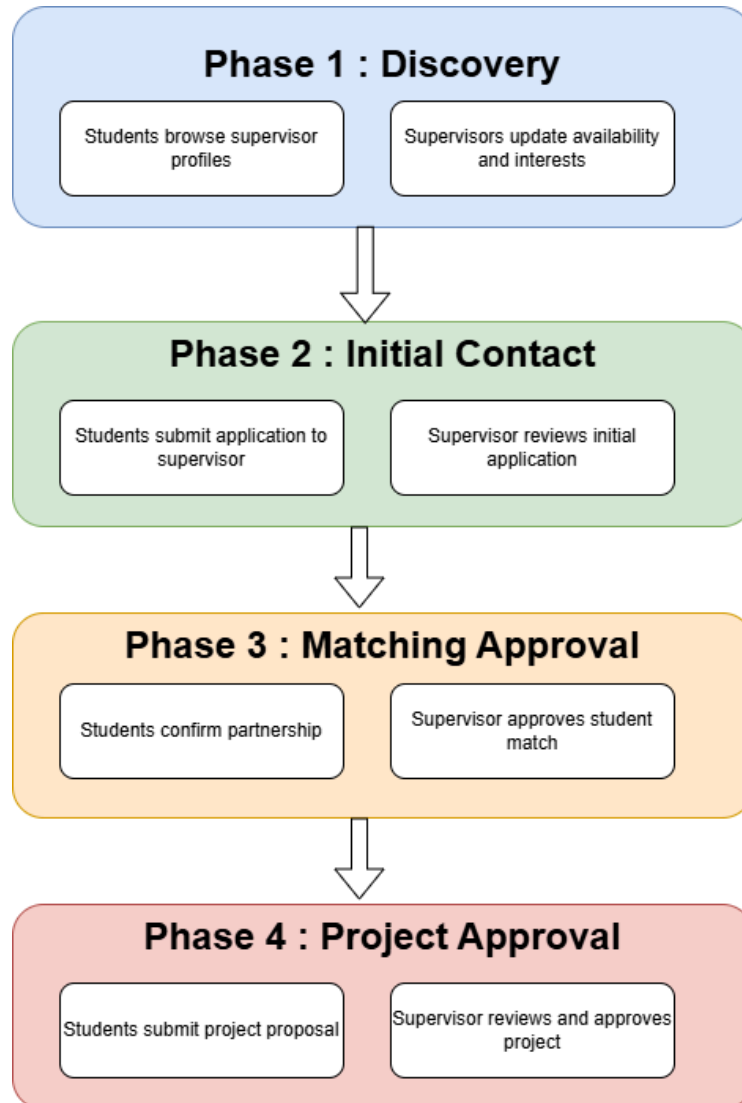 Phase 1 : Discovery
Students browse supervisor
profiles
Supervisors update availability
and interests
Phase 2 : Initial Contact
Students submit application to
supervisor
Supervisor reviews initial
application
Phase 3 : Matching Approval
Students confirm partnership
Supervisor approves student
match
Phase 4 : Project Approval
Students submit project proposal
Supervisor reviews and approves
project